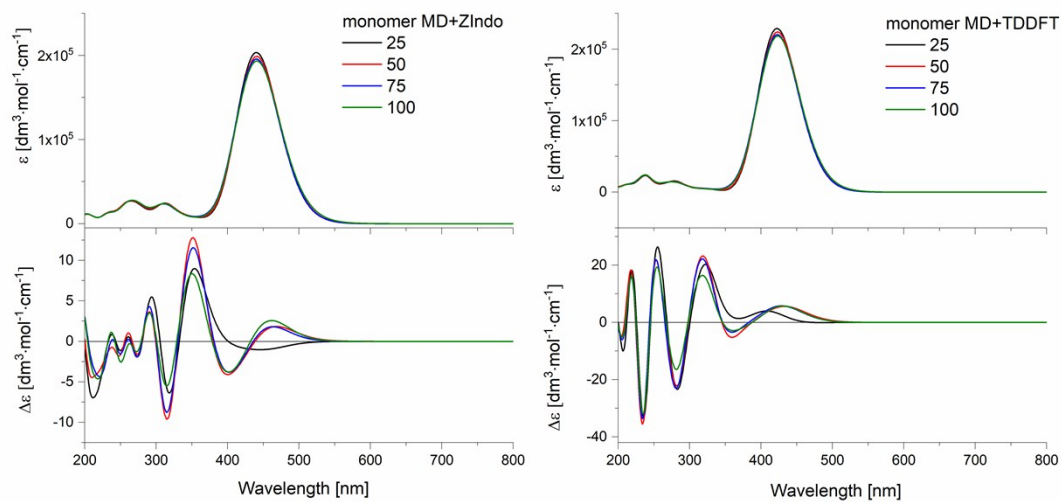 monomer MD+ZIndo
25
50
75
100
2x10⁵
1x10⁵
0
ε [dm³·mol⁻¹·cm⁻¹]
10
5
0
-5
-10
Δε [dm³·mol⁻¹·cm⁻¹]
200 300 400 500 600 700 800
Wavelength [nm]
monomer MD+TDDFT
25
50
75
100
2x10⁵
1x10⁵
0
ε [dm³·mol⁻¹·cm⁻¹]
20
0
-20
-40
Δε [dm³·mol⁻¹·cm⁻¹]
200 300 400 500 600 700 800
Wavelength [nm]